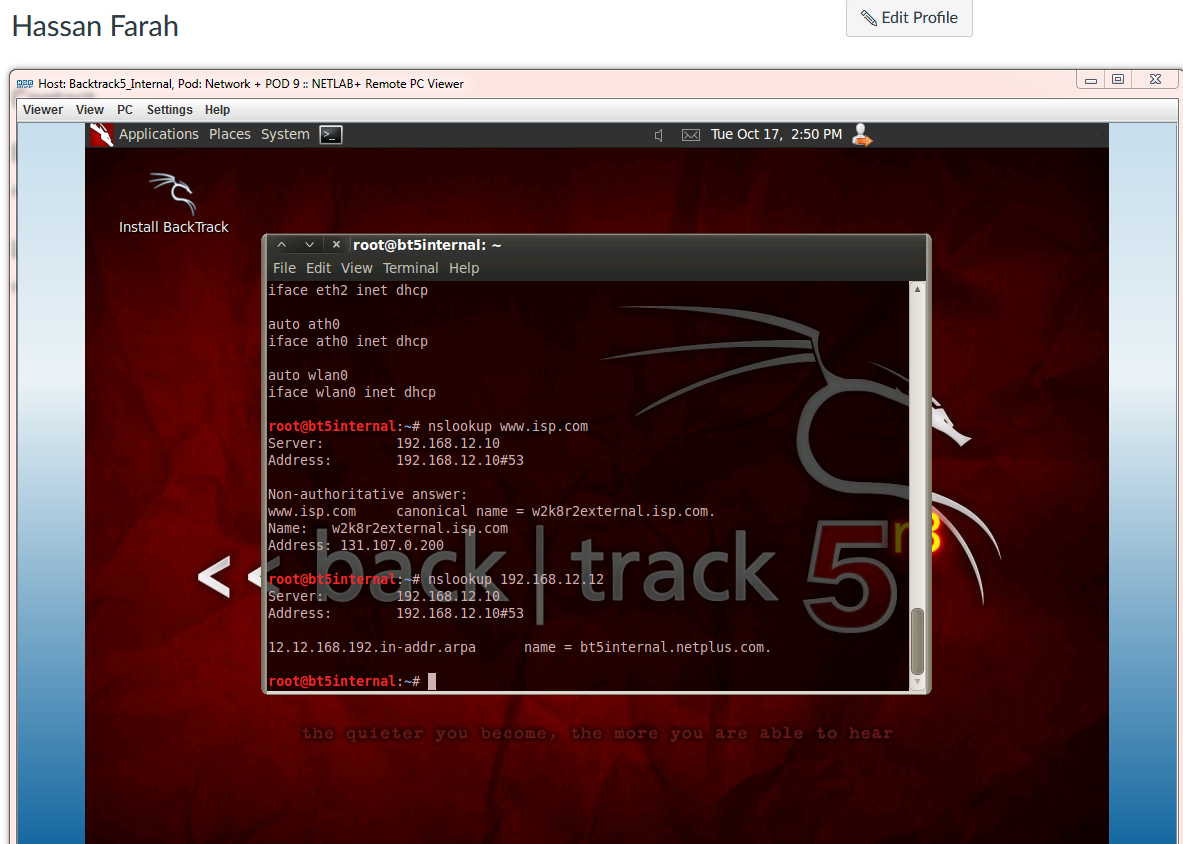 Hassan Farah
Edit Profile
Host: Backtrack5_Internal, Pod: Network + POD 9 :: NETLAB+ Remote PC Viewer
Viewer View PC Settings Help
Applications Places System Tue Oct 17, 2:50 PM
Install BackTrack
root@bt5internal: ~
File Edit View Terminal Help
iface eth2 inet dhcp
auto ath0
iface ath0 inet dhcp
auto wlan0
iface wlan0 inet dhcp
root@bt5internal:~# nslookup www.isp.com
Server: 192.168.12.10
Address: 192.168.12.10#53
Non-authoritative answer:
www.isp.com canonical name = w2k8r2external.isp.com.
Name: w2k8r2external.isp.com
Address: 131.107.0.200
root@bt5internal:~# nslookup 192.168.12.12
Server: 192.168.12.10
Address: 192.168.12.10#53
12.12.168.192.in-addr.arpa name = bt5internal.netplus.com.
root@bt5internal:~#
<< back | track 5 r3
the quieter you become, the more you are able to hear